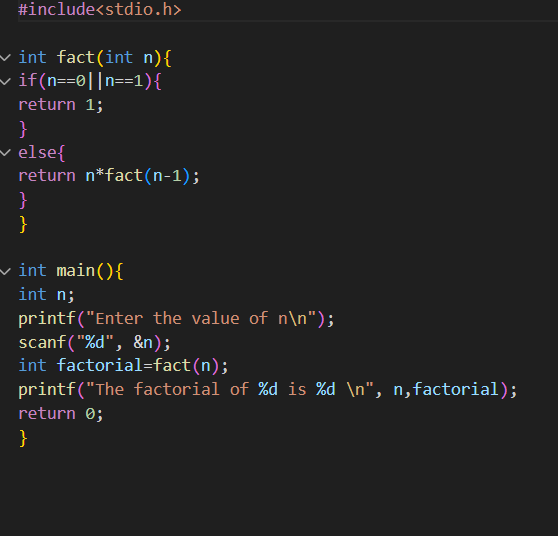 #include<stdio.h>
int fact(int n){
if(n==0||n==1){
return 1;
}
else{
return n*fact(n-1);
}
}
int main(){
int n;
printf("Enter the value of n\n");
scanf("%d", &n);
int factorial=fact(n);
printf("The factorial of %d is %d \n", n,factorial);
return 0;
}